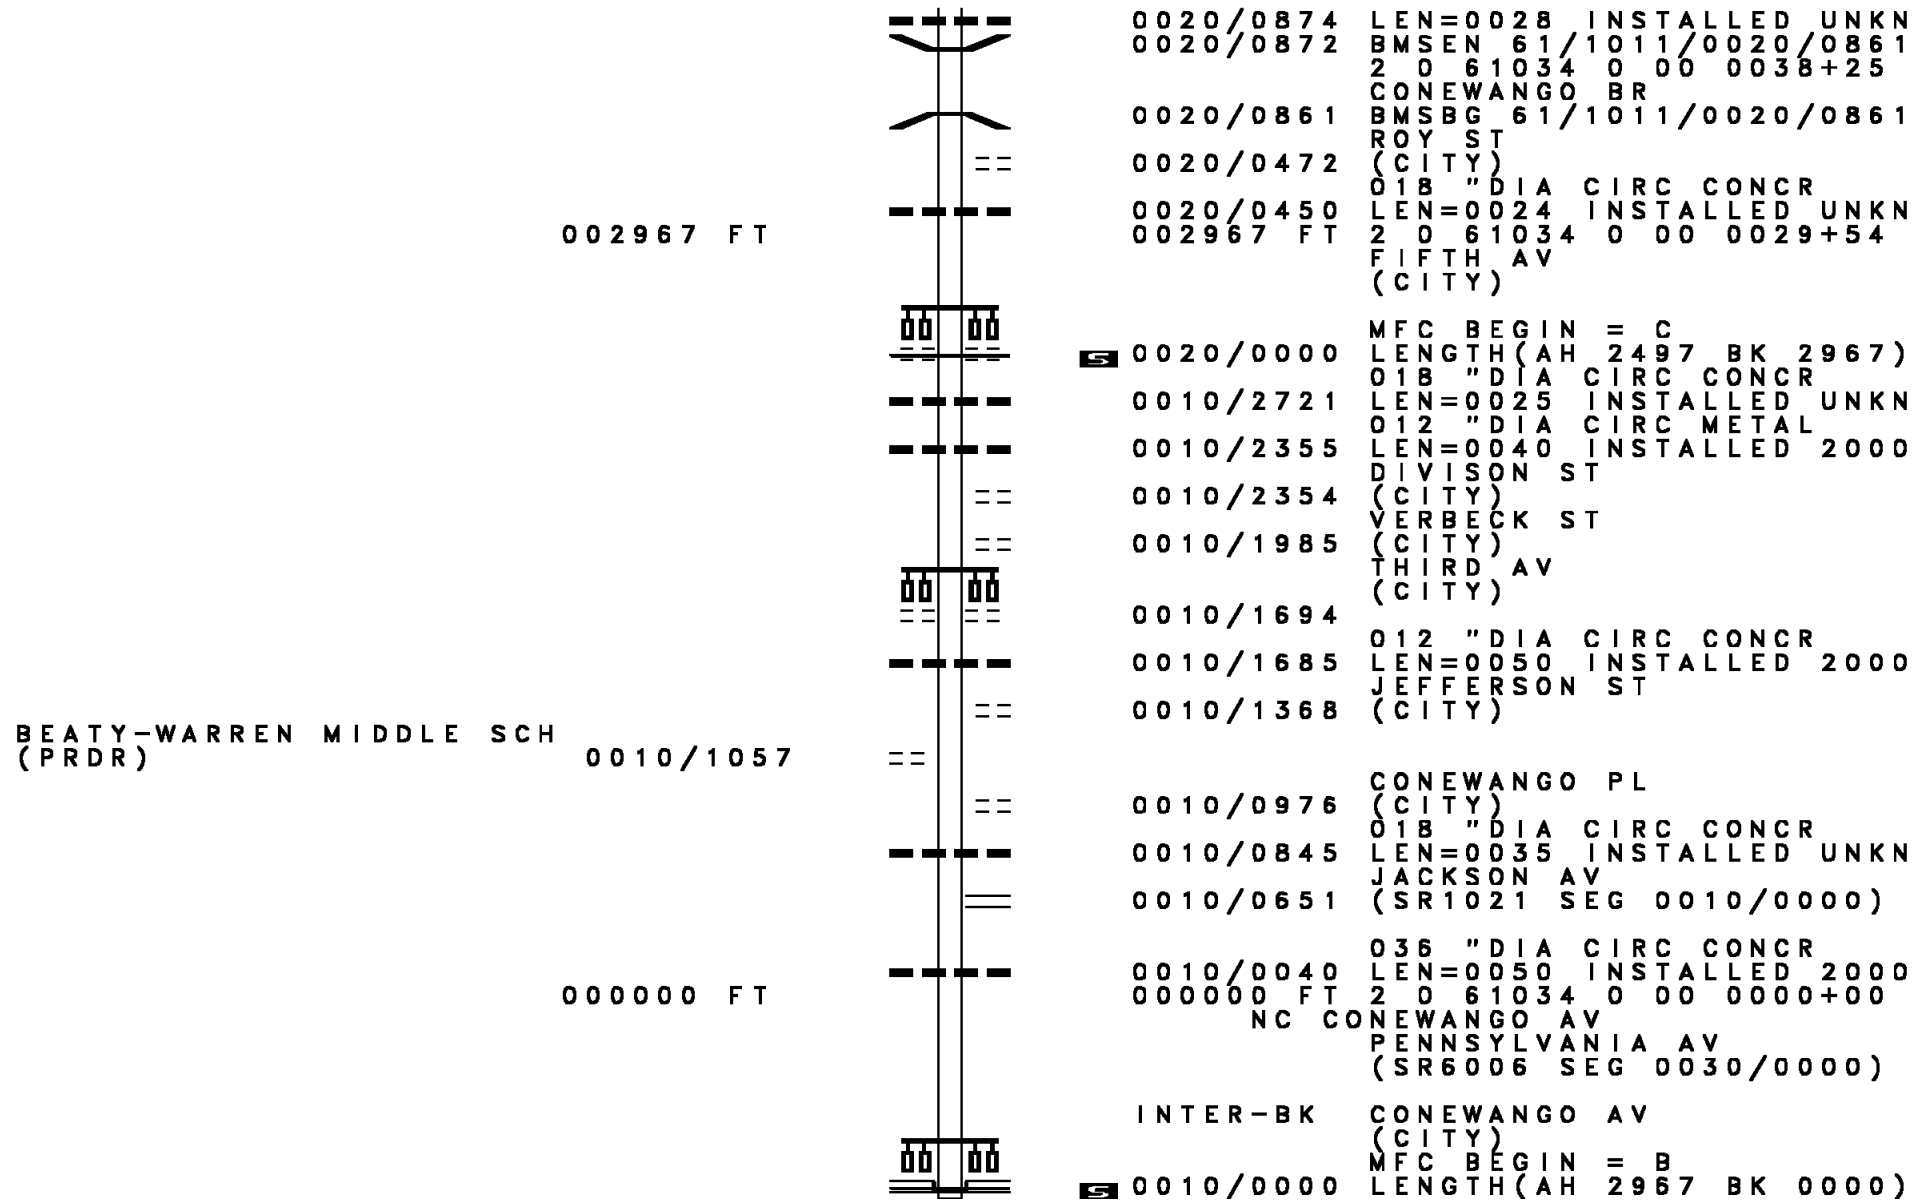 0020/0874 LEN=0028 INSTALLED UNKN
0020/0872 BMSEN 61/1011/0020/0861
2 0 61034 0 00 0038+25
CONEWANGO BR
0020/0861 BMSBG 61/1011/0020/0861
ROY ST
0020/0472 (CITY)
018 "DIA CIRC CONCR
0020/0450 LEN=0024 INSTALLED UNKN
002967 FT 002967 FT 2 0 61034 0 00 0029+54
FIFTH AV
(CITY)
MFC BEGIN = C
S 0020/0000 LENGTH(AH 2497 BK 2967)
018 "DIA CIRC CONCR
0010/2721 LEN=0025 INSTALLED UNKN
012 "DIA CIRC METAL
0010/2355 LEN=0040 INSTALLED 2000
DIVISON ST
0010/2354 (CITY)
VERBECK ST
0010/1985 (CITY)
THIRD AV
(CITY)
0010/1694
012 "DIA CIRC CONCR
0010/1685 LEN=0050 INSTALLED 2000
JEFFERSON ST
0010/1368 (CITY)
BEATY-WARREN MIDDLE SCH
(PRDR) 0010/1057
CONEWANGO PL
0010/0976 (CITY)
018 "DIA CIRC CONCR
0010/0845 LEN=0035 INSTALLED UNKN
JACKSON AV
0010/0651 (SR1021 SEG 0010/0000)
036 "DIA CIRC CONCR
0010/0040 LEN=0050 INSTALLED 2000
000000 FT 000000 FT 2 0 61034 0 00 0000+00
NC CONEWANGO AV
PENNSYLVANIA AV
(SR6006 SEG 0030/0000)
INTER-BK CONEWANGO AV
(CITY)
MFC BEGIN = B
S 0010/0000 LENGTH(AH 2967 BK 0000)